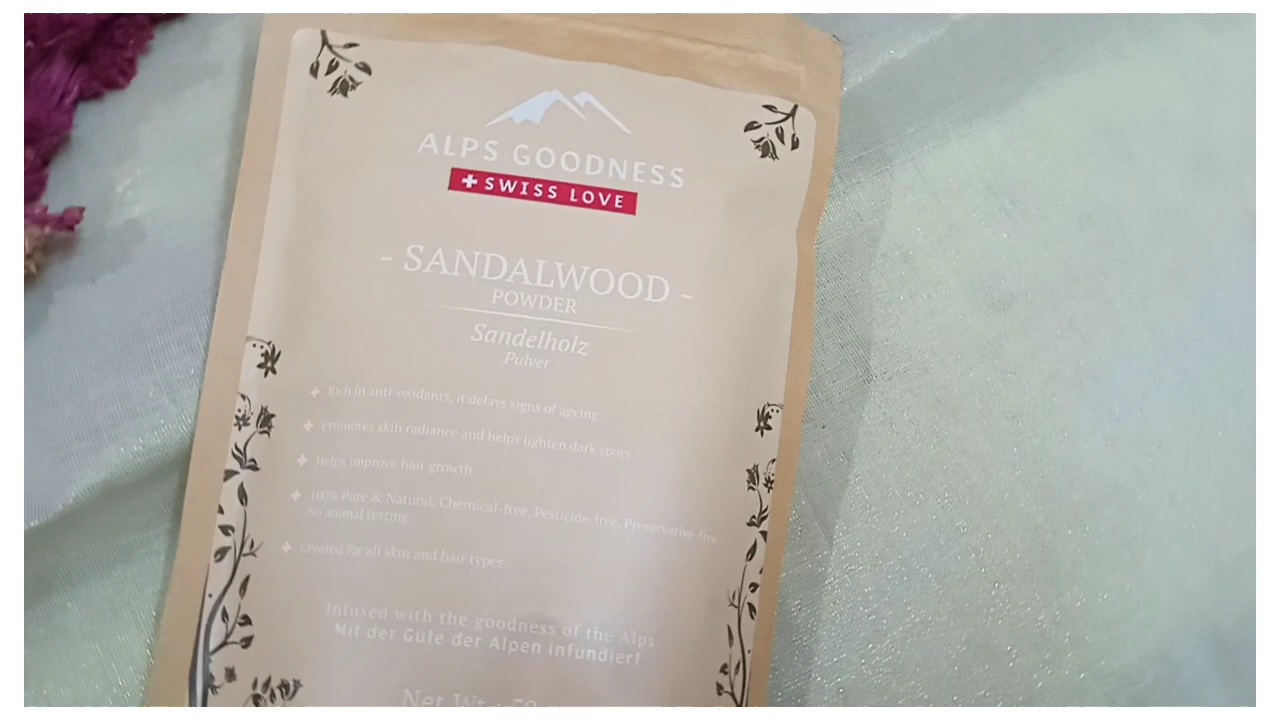 ALPS GOODNESS
SWISS LOVE
- SANDALWOOD -
POWDER
Sandelholz
Pulver
Rich in anti-oxidants, it delays signs of ageing
Promotes skin radiance and helps lighten dark spots
Helps improve hair growth
100% Pure & Natural, Chemical-free, Pesticide-free, Preservative-free
No animal testing
Created for all skin and hair types
Infused with the goodness of the Alps
Mit der Güte der Alpen infundiert
Net Wt.